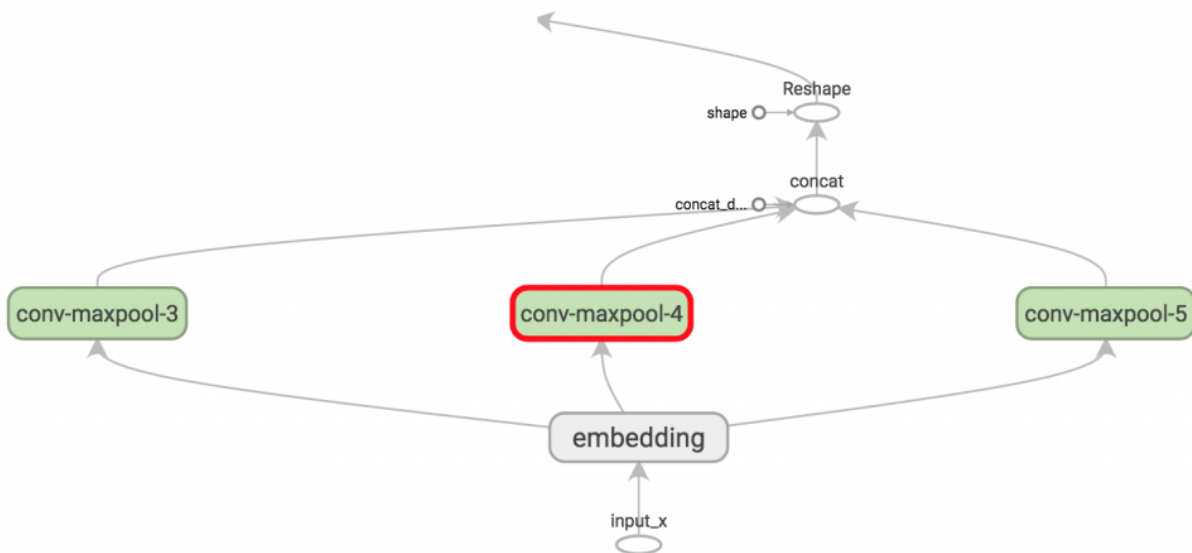 Reshape
shape
concat
concat_d...
conv-maxpool-3
conv-maxpool-4
conv-maxpool-5
embedding
input_x